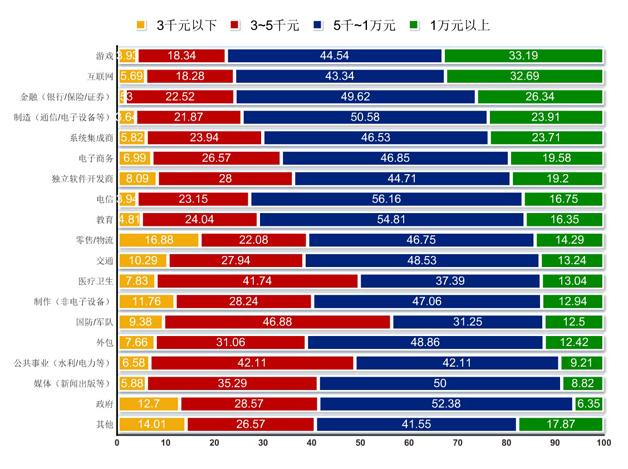 3千元以下 3~5千元 5千~1万元 1万元以上
游戏 3.93 18.34 44.54 33.19
互联网 5.69 18.28 43.34 32.69
金融（银行/保险/证券） 22.52 49.62 26.34
制造（通信/电子设备等） 3.64 21.87 50.58 23.91
系统集成商 5.82 23.94 46.53 23.71
电子商务 6.99 26.57 46.85 19.58
独立软件开发商 8.09 28 44.71 19.2
电信 3.94 23.15 56.16 16.75
教育 4.81 24.04 54.81 16.35
零售/物流 16.88 22.08 46.75 14.29
交通 10.29 27.94 48.53 13.24
医疗卫生 7.83 41.74 37.39 13.04
制作（非电子设备） 11.76 28.24 47.06 12.94
国防/军队 9.38 46.88 31.25 12.5
外包 7.66 31.06 48.86 12.42
公共事业（水利/电力等） 6.58 42.11 42.11 9.21
媒体（新闻出版等） 5.88 35.29 50 8.82
政府 12.7 28.57 52.38 6.35
其他 14.01 26.57 41.55 17.87
0 10 20 30 40 50 60 70 80 90 100